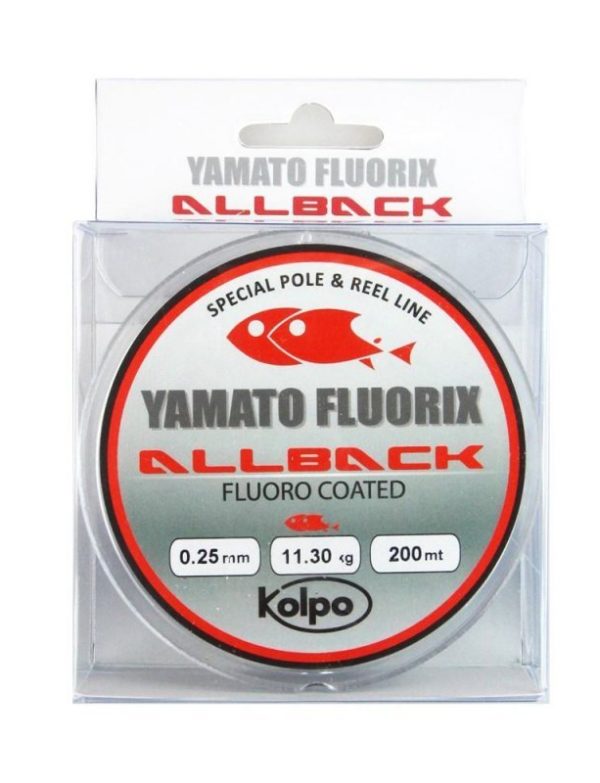 YAMATO FLUORIX
ALLBACK
SPECIAL POLE & REEL LINE
YAMATO FLUORIX
ALLBACK
FLUORO COATED
0.25 mm 11.30 kg 200 mt
Kolpo